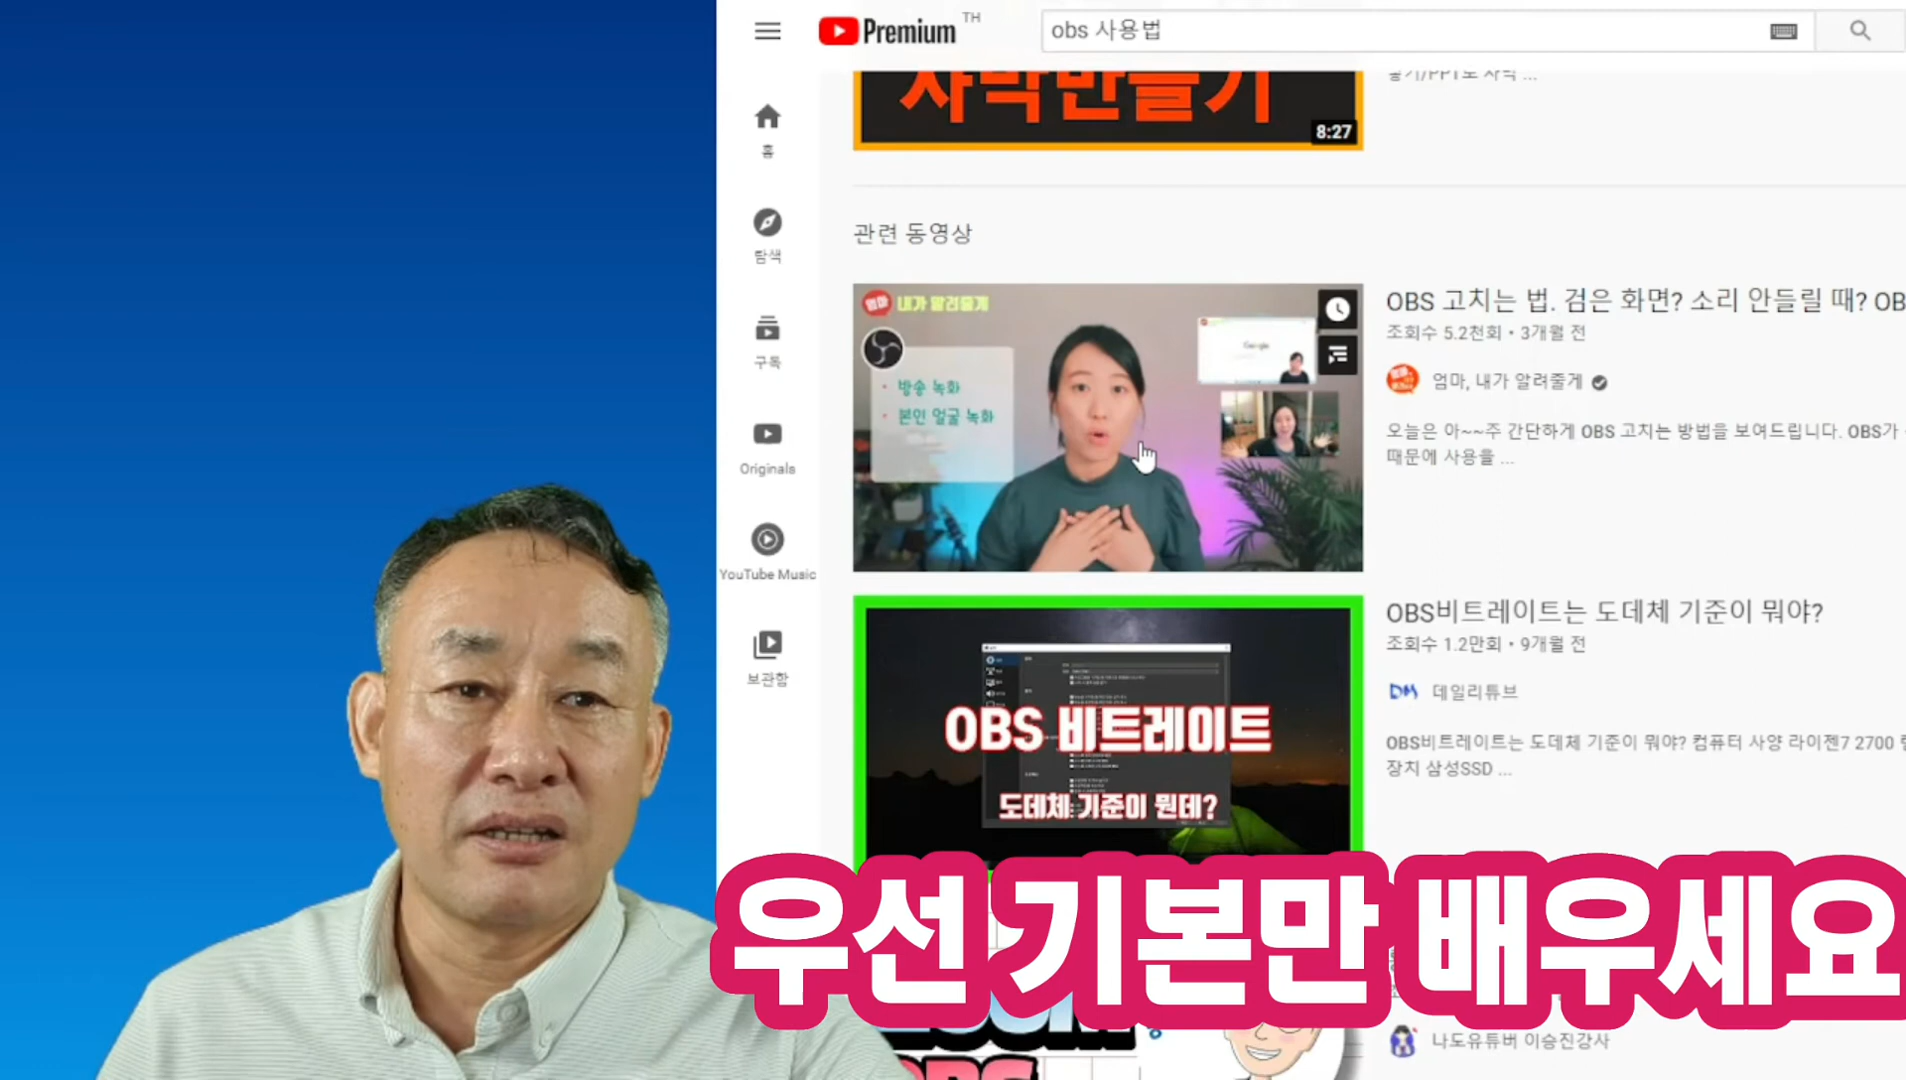 Premium TH
obs 사용법
자막만들기
8:27
홈
탐색
구독
Originals
YouTube Music
보관함
관련 동영상
엄마 내가 알려줄게
방송 녹화
본인 얼굴 녹화
Google
OBS 고치는 법. 검은 화면? 소리 안들릴 때? OB
조회수 5.2천회 • 3개월 전
엄마, 내가 알려줄게
오늘은 아~~주 간단하게 OBS 고치는 방법을 보여드립니다. OBS가
때문에 사용을 ...
OBS 비트레이트
도데체 기준이 뭔데?
OBS비트레이트는 도데체 기준이 뭐야?
조회수 1.2만회 • 9개월 전
DM 데일리튜브
OBS비트레이트는 도데체 기준이 뭐야? 컴퓨터 사양 라이젠7 2700
장치 삼성SSD ...
우선 기본만 배우세요
나도유튜버 이승진강사